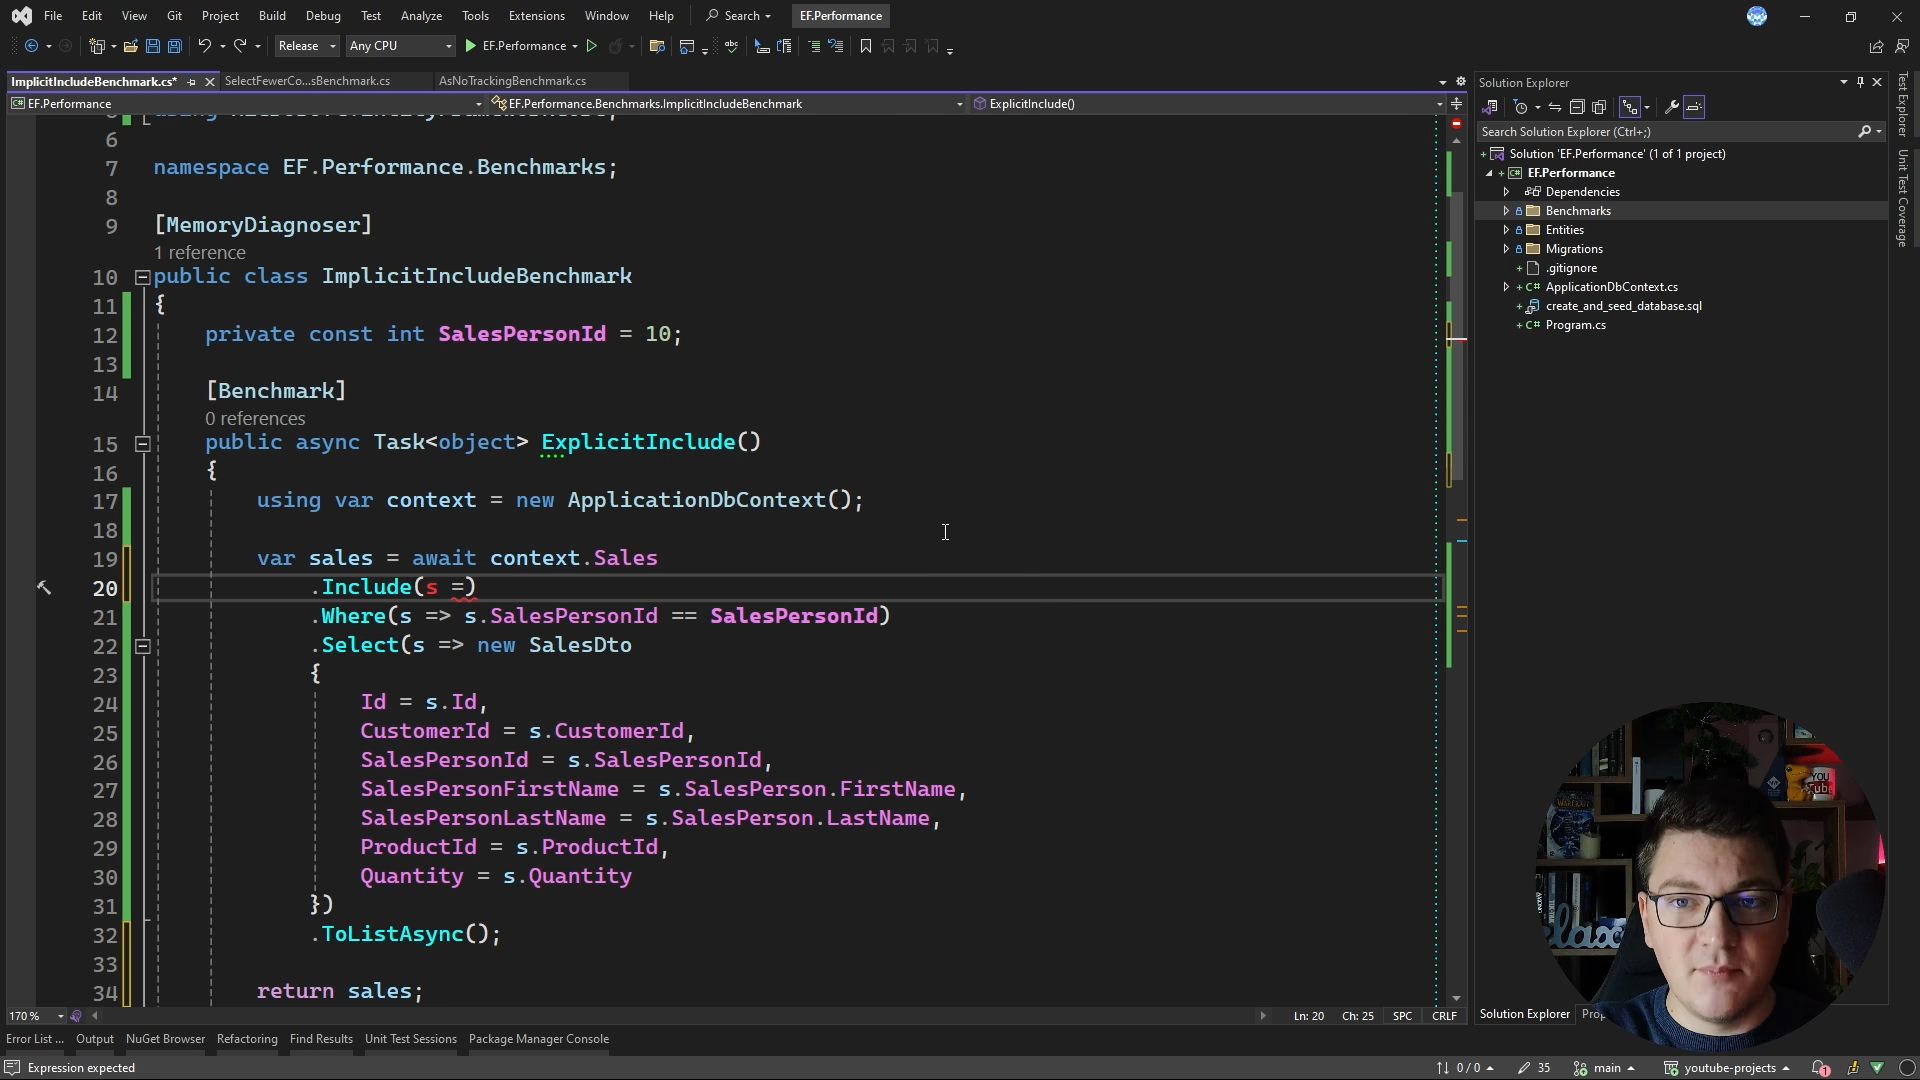 File Edit View Git Project Build Debug Test Analyze Tools Extensions Window Help Search EF.Performance
Release Any CPU EF.Performance
ImplicitIncludeBenchmark.cs* SelectFewerCo...sBenchmark.cs AsNoTrackingBenchmark.cs
EF.Performance EF.Performance.Benchmarks.ImplicitIncludeBenchmark ExplicitInclude()
6
7 namespace EF.Performance.Benchmarks;
8
9 [MemoryDiagnoser]
1 reference
10 public class ImplicitIncludeBenchmark
11 {
12 private const int SalesPersonId = 10;
13
14 [Benchmark]
0 references
15 public async Task<object> ExplicitInclude()
16 {
17 using var context = new ApplicationDbContext();
18
19 var sales = await context.Sales
20 .Include(s =)
21 .Where(s => s.SalesPersonId == SalesPersonId)
22 .Select(s => new SalesDto
23 {
24 Id = s.Id,
25 CustomerId = s.CustomerId,
26 SalesPersonId = s.SalesPersonId,
27 SalesPersonFirstName = s.SalesPerson.FirstName,
28 SalesPersonLastName = s.SalesPerson.LastName,
29 ProductId = s.ProductId,
30 Quantity = s.Quantity
31 })
32 .ToListAsync();
33
34 return sales;
170 % Ln: 20 Ch: 25 SPC CRLF
Error List ... Output NuGet Browser Refactoring Find Results Unit Test Sessions Package Manager Console
Expression expected 0 / 0 35 main youtube-projects 1
Solution Explorer
Search Solution Explorer (Ctrl+;)
Solution 'EF.Performance' (1 of 1 project)
EF.Performance
Dependencies
Benchmarks
Entities
Migrations
.gitignore
ApplicationDbContext.cs
create_and_seed_database.sql
Program.cs
Solution Explorer
Test Explorer
Unit Test Coverage
YOU
Tube